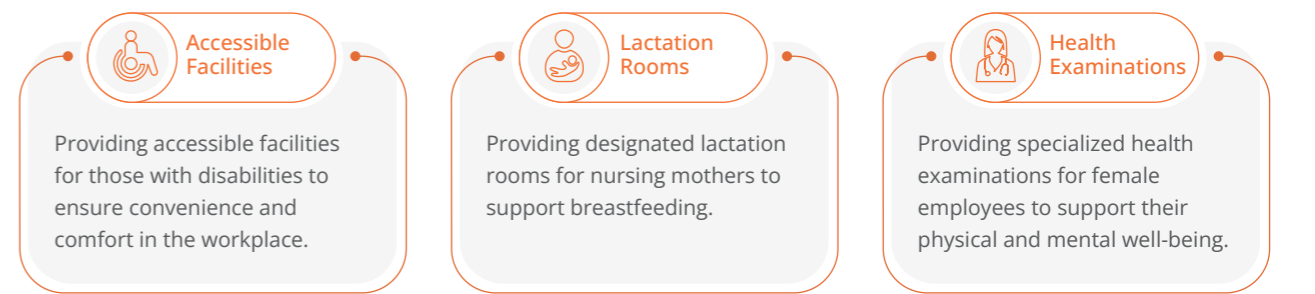 Accessible
Facilities
Providing accessible facilities
for those with disabilities to
ensure convenience and
comfort in the workplace.
Lactation
Rooms
Providing designated lactation
rooms for nursing mothers to
support breastfeeding.
Health
Examinations
Providing specialized health
examinations for female
employees to support their
physical and mental well-being.